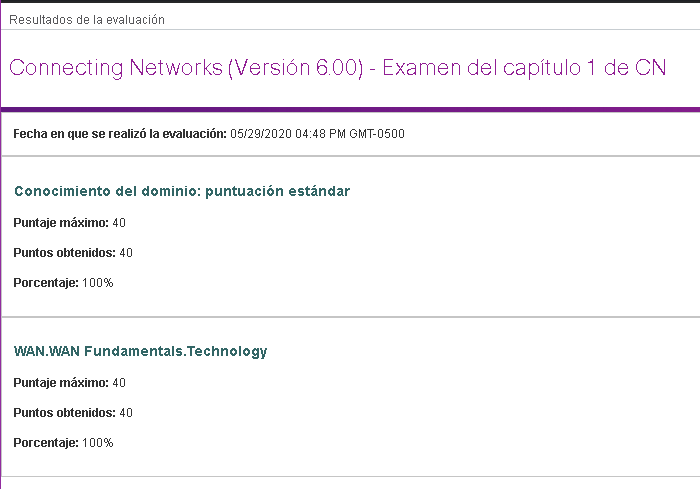 Resultados de la evaluación
Connecting Networks (Versión 6.00) - Examen del capítulo 1 de CN
Fecha en que se realizó la evaluación: 05/29/2020 04:48 PM GMT-0500
Conocimiento del dominio: puntuación estándar
Puntaje máximo: 40
Puntos obtenidos: 40
Porcentaje: 100%
WAN.WAN Fundamentals.Technology
Puntaje máximo: 40
Puntos obtenidos: 40
Porcentaje: 100%